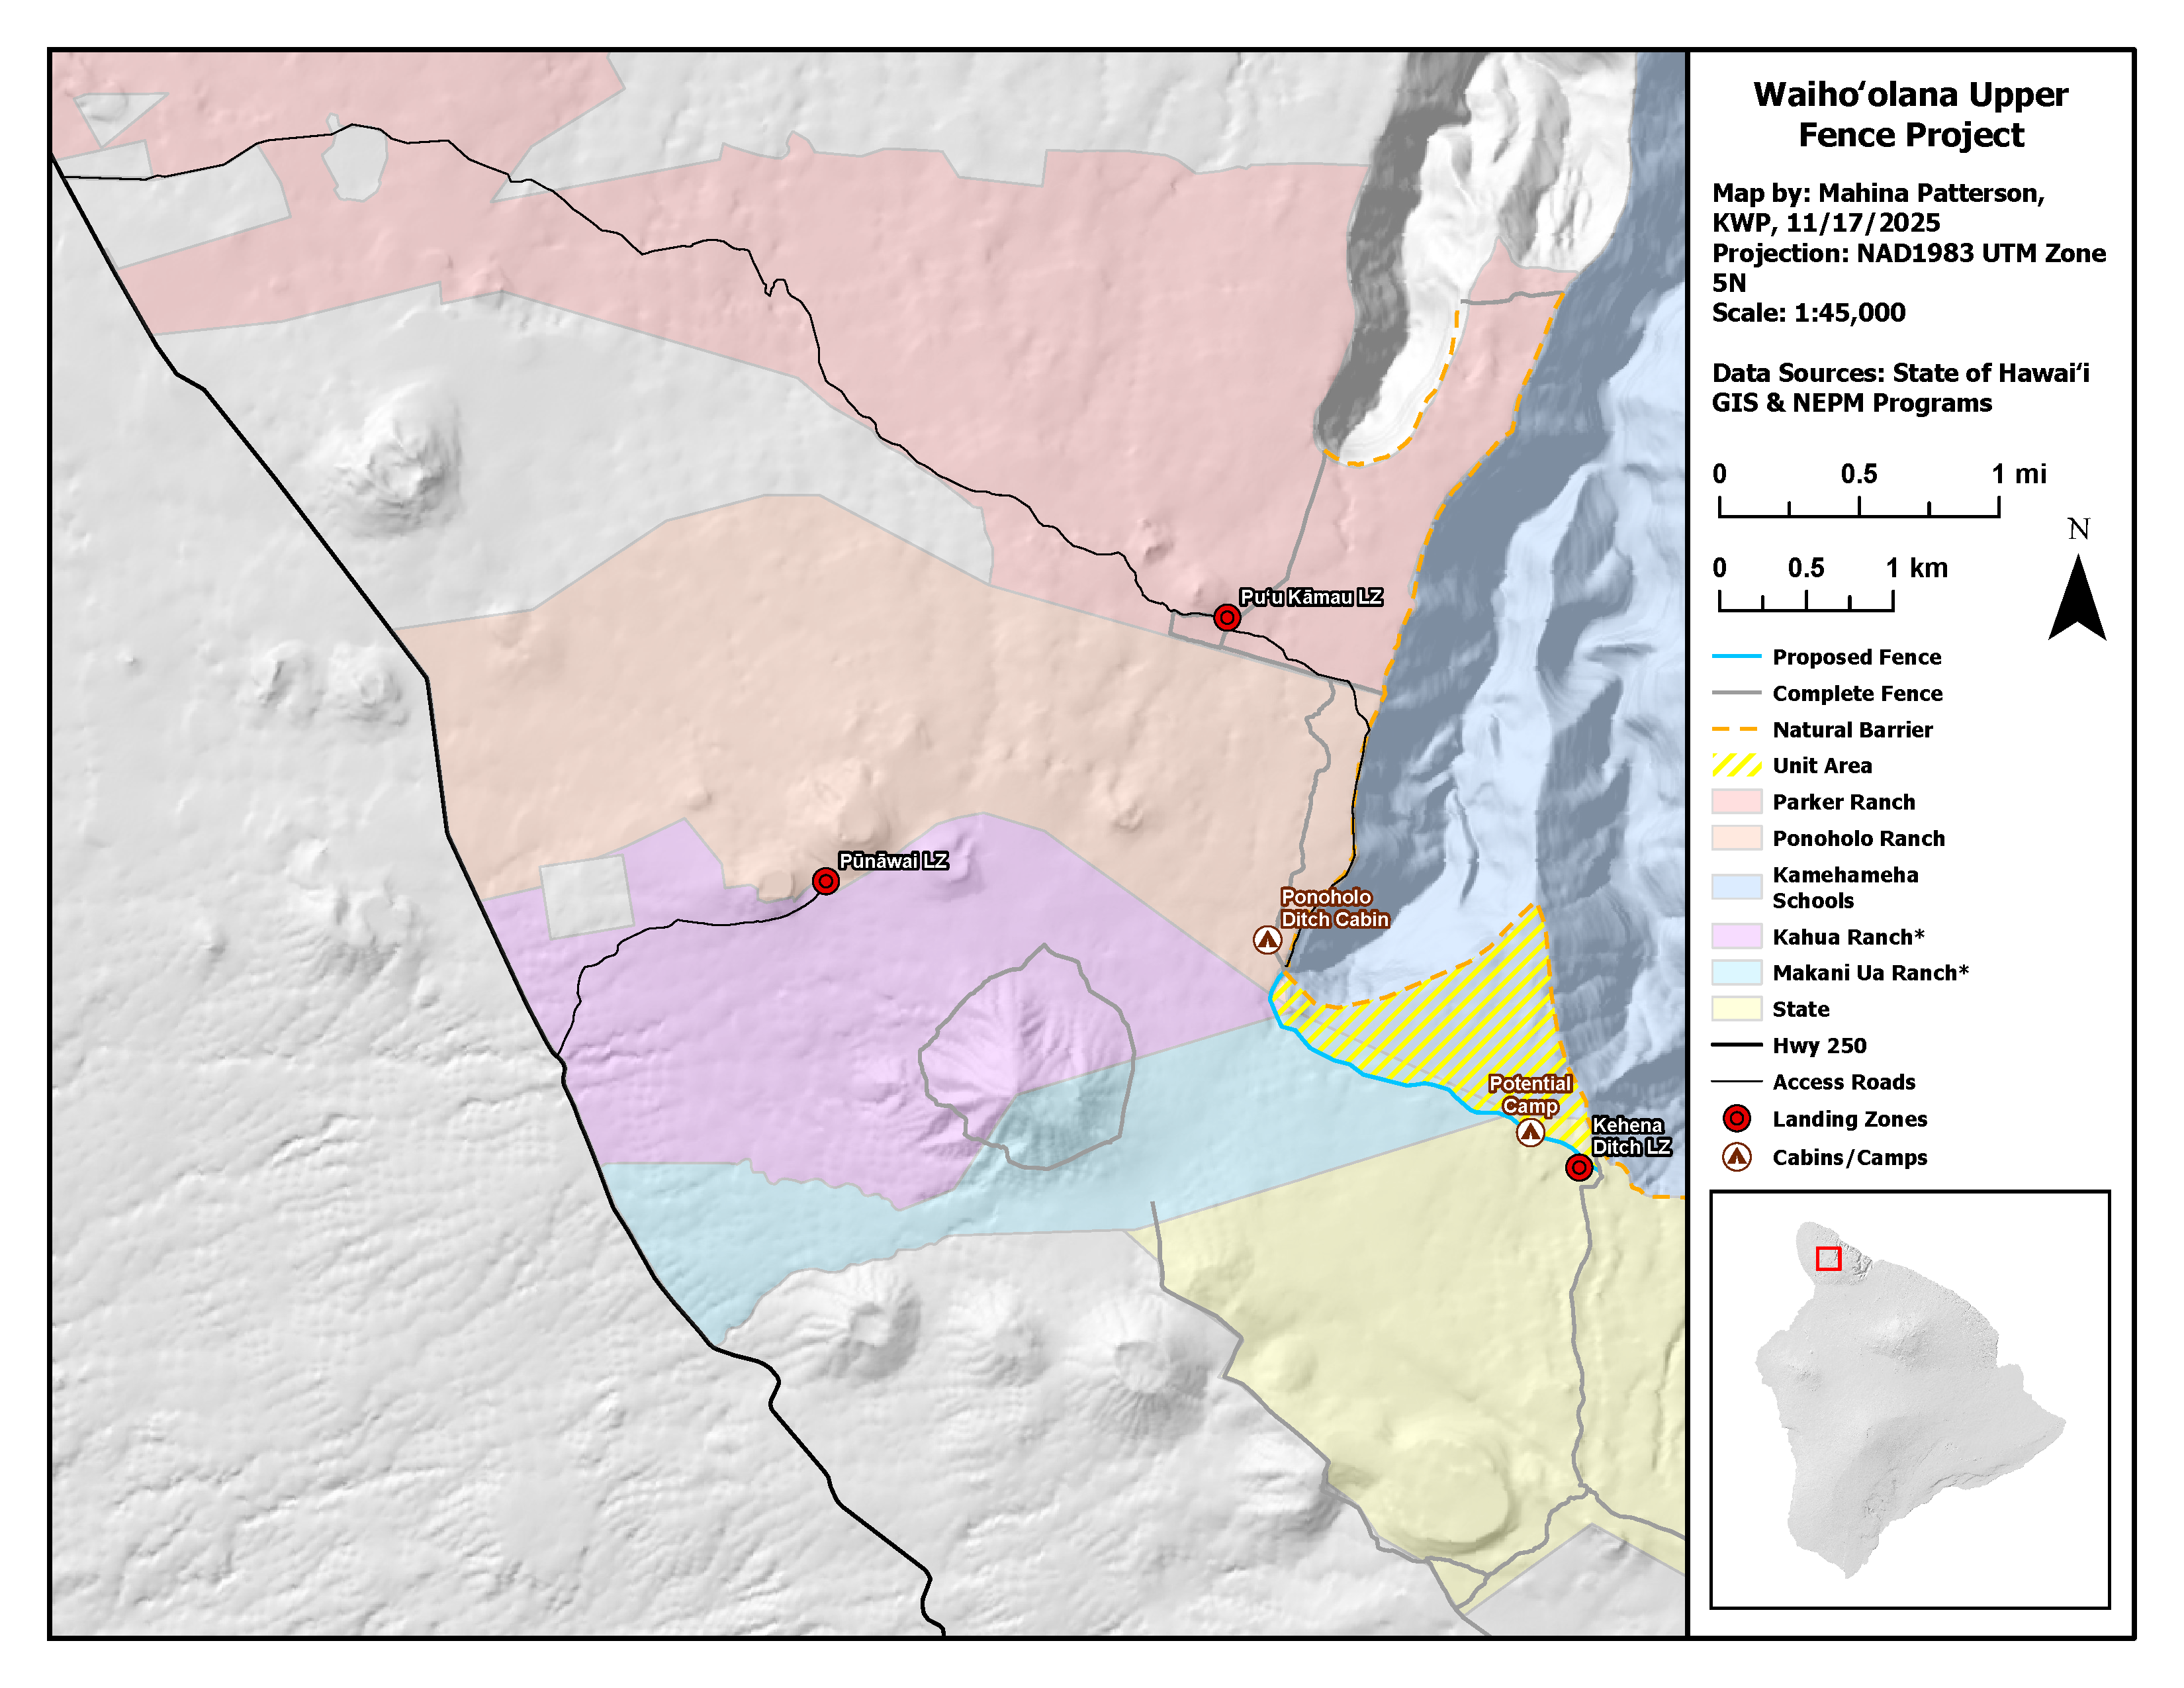 Waiho‘olana Upper
Fence Project
Map by: Mahina Patterson,
KWP, 11/17/2025
Projection: NAD1983 UTM Zone
5N
Scale: 1:45,000
Data Sources: State of Hawai‘i
GIS & NEPM Programs
0 0.5 1 mi
N
0 0.5 1 km
Proposed Fence
Complete Fence
Natural Barrier
Unit Area
Parker Ranch
Ponoholo Ranch
Kamehameha
Schools
Kahua Ranch*
Makani Ua Ranch*
State
Hwy 250
Access Roads
Landing Zones
Cabins/Camps
Pu‘u Kāmau LZ
Pūnāwai LZ
Ponoholo
Ditch Cabin
Potential
Camp
Kehena
Ditch LZ